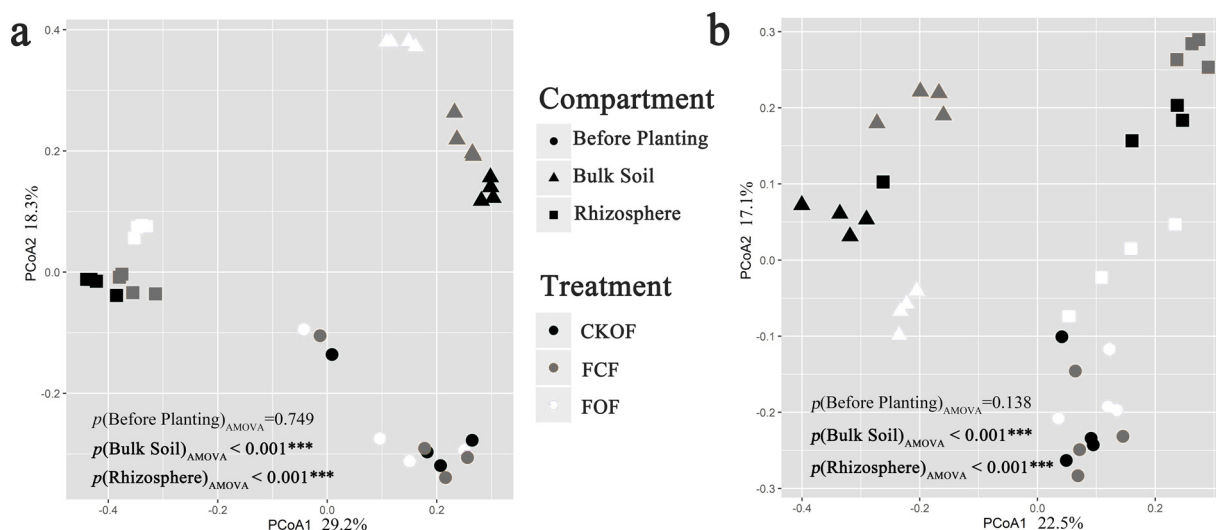 a
0.4
0.2
0.0
-0.2
PCoA2 18.3%
p(Before Planting)AMOVA=0.749
p(Bulk Soil)AMOVA < 0.001***
p(Rhizosphere)AMOVA < 0.001***
-0.4
-0.2
0.0
0.2
PCoA1 29.2%
Compartment
Before Planting
Bulk Soil
Rhizosphere
Treatment
CKOF
FCF
FOF
b
0.3
0.2
0.1
0.0
-0.1
-0.2
-0.3
PCoA2 17.1%
p(Before Planting)AMOVA=0.138
p(Bulk Soil)AMOVA < 0.001***
p(Rhizosphere)AMOVA < 0.001***
-0.4
-0.2
0.0
0.2
PCoA1 22.5%